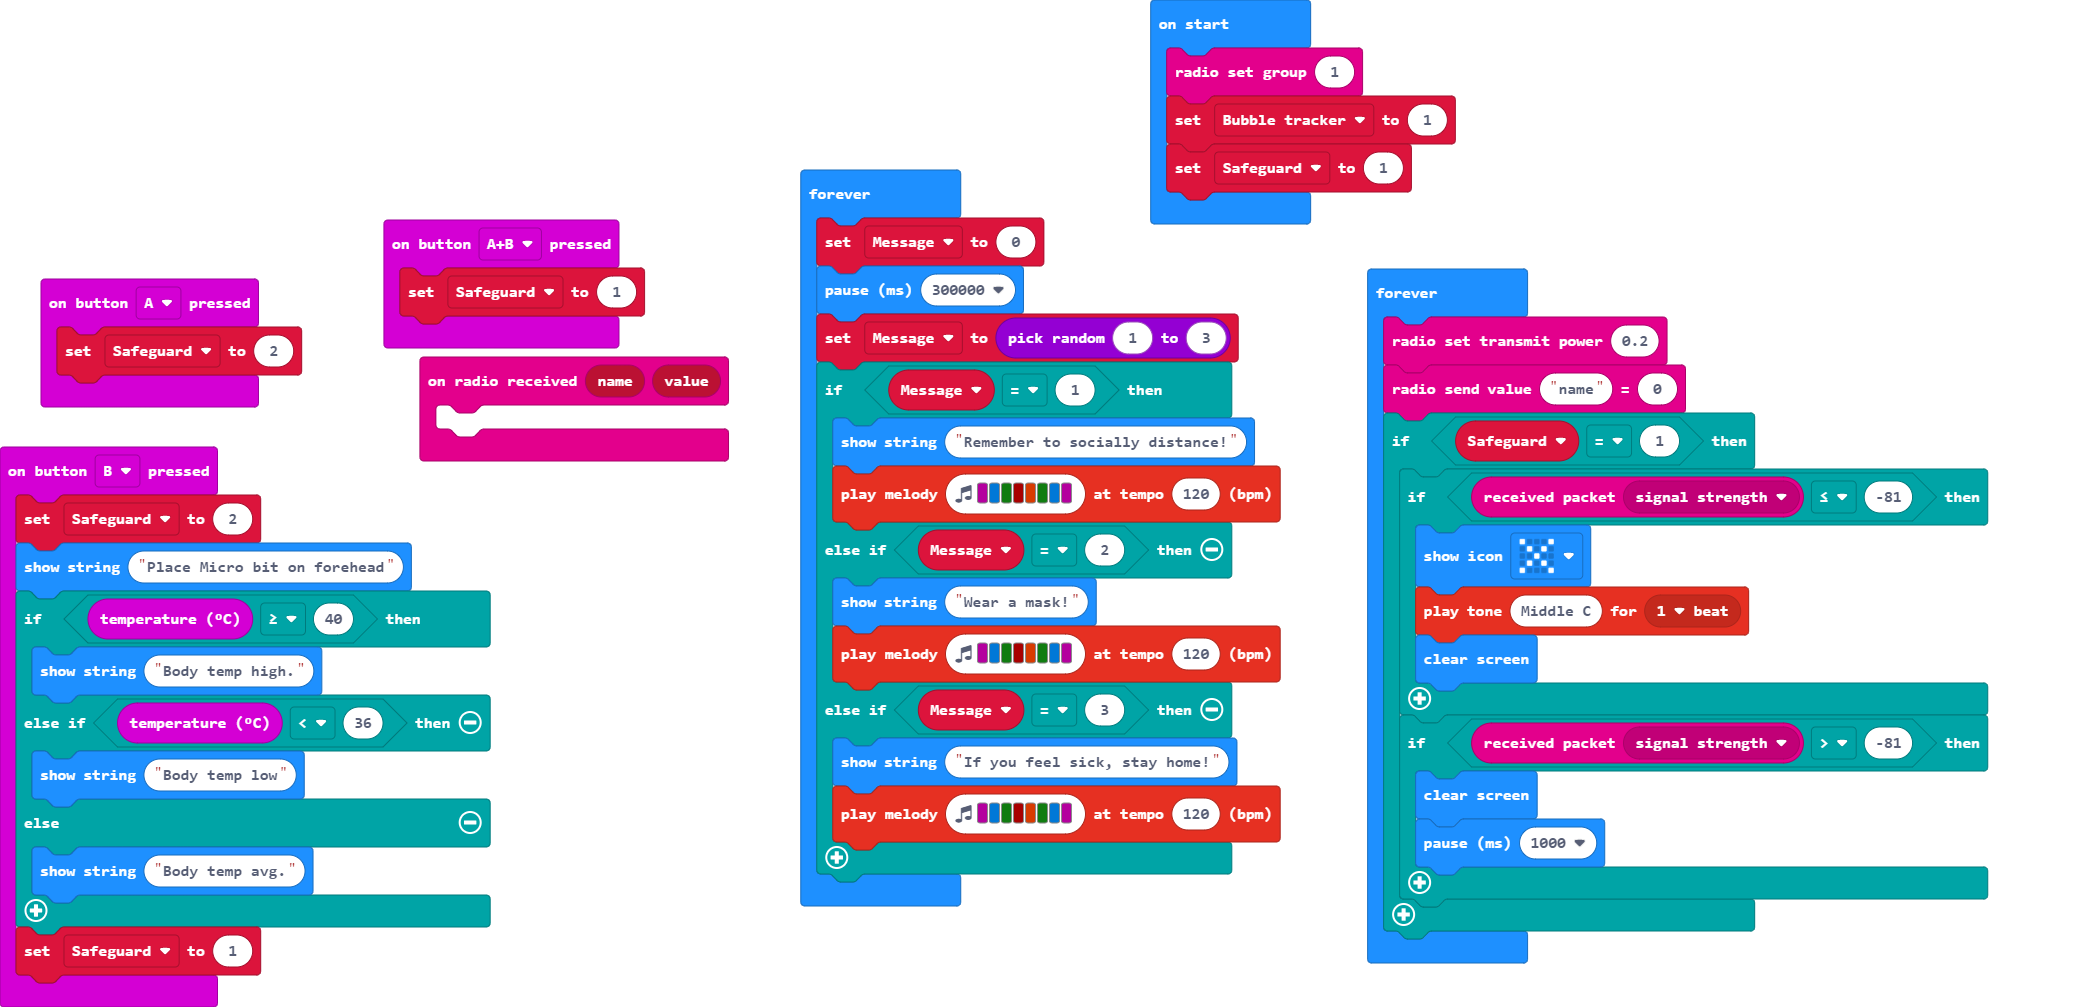 on start
radio set group 1
set Bubble tracker to 1
set Safeguard to 1
on button A pressed
set Safeguard to 2
on button A+B pressed
set Safeguard to 1
on radio received name value
on button B pressed
set Safeguard to 2
show string "Place Micro bit on forehead"
if temperature (ºC) ≥ 40 then
show string "Body temp high."
else if temperature (ºC) < 36 then
show string "Body temp low"
else
show string "Body temp avg."
set Safeguard to 1
forever
set Message to 0
pause (ms) 300000
set Message to pick random 1 to 3
if Message = 1 then
show string "Remember to socially distance!"
play melody at tempo 120 (bpm)
else if Message = 2 then
show string "Wear a mask!"
play melody at tempo 120 (bpm)
else if Message = 3 then
show string "If you feel sick, stay home!"
play melody at tempo 120 (bpm)
forever
radio set transmit power 0.2
radio send value "name" = 0
if Safeguard = 1 then
if received packet signal strength ≤ -81 then
show icon
play tone Middle C for 1 beat
clear screen
if received packet signal strength > -81 then
clear screen
pause (ms) 1000